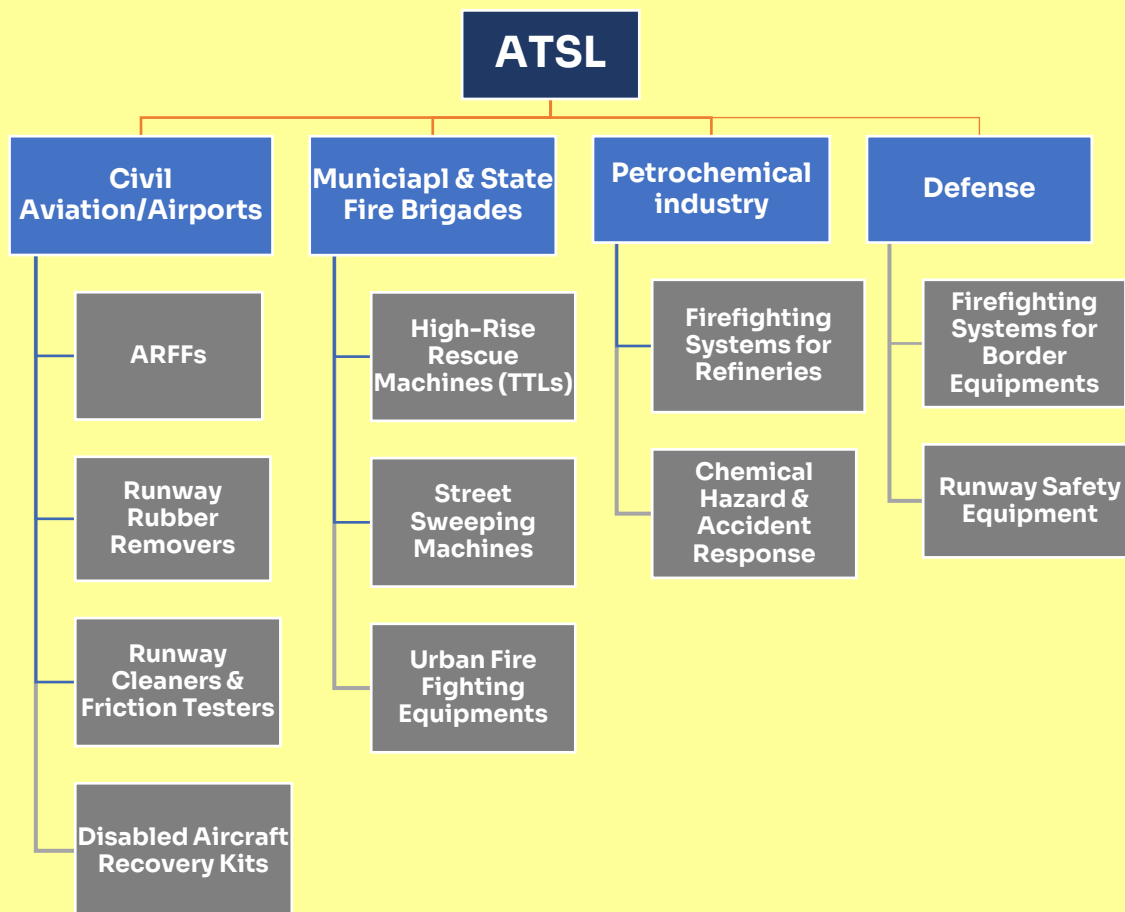 ATSL
Civil
Aviation/Airports
ARFFs
Runway
Rubber
Removers
Runway
Cleaners &
Friction Testers
Disabled Aircraft
Recovery Kits
Municiapl & State
Fire Brigades
High-Rise
Rescue
Machines (TTLs)
Street
Sweeping
Machines
Urban Fire
Fighting
Equipments
Petrochemical
industry
Firefighting
Systems for
Refineries
Chemical
Hazard &
Accident
Response
Defense
Firefighting
Systems for
Border
Equipments
Runway Safety
Equipment